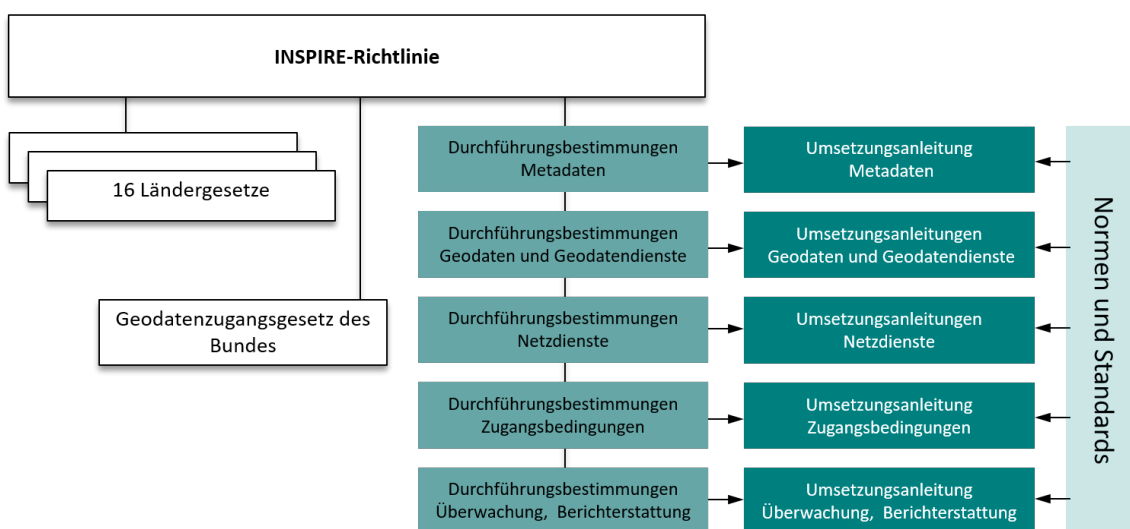 INSPIRE-Richtlinie
16 Ländergesetze
Geodatenzugangsgesetz des
Bundes
Durchführungsbestimmungen
Metadaten
Umsetzungsanleitung
Metadaten
Durchführungsbestimmungen
Geodaten und Geodatendienste
Umsetzungsanleitungen
Geodaten und Geodatendienste
Durchführungsbestimmungen
Netzdienste
Umsetzungsanleitungen
Netzdienste
Durchführungsbestimmungen
Zugangsbedingungen
Umsetzungsanleitung
Zugangsbedingungen
Durchführungsbestimmungen
Überwachung, Berichterstattung
Umsetzungsanleitung
Überwachung, Berichterstattung
Normen und Standards